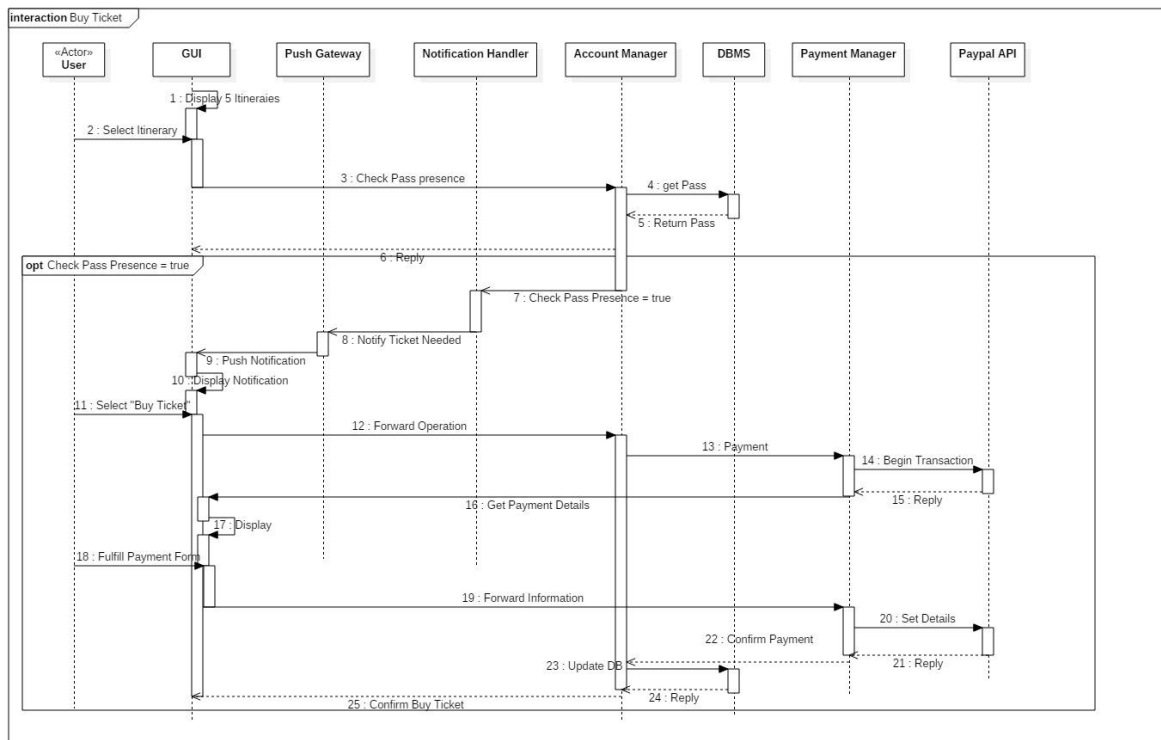 interaction Buy Ticket
«Actor»
User
GUI
Push Gateway
Notification Handler
Account Manager
DBMS
Payment Manager
Paypal API
1 : Display 5 Itineraies
2 : Select Itinerary
3 : Check Pass presence
4 : get Pass
5 : Return Pass
6 : Reply
opt Check Pass Presence = true
7 : Check Pass Presence = true
8 : Notify Ticket Needed
9 : Push Notification
10 : Display Notification
11 : Select "Buy Ticket"
12 : Forward Operation
13 : Payment
14 : Begin Transaction
15 : Reply
16 : Get Payment Details
17 : Display
18 : Fulfill Payment Form
19 : Forward Information
20 : Set Details
21 : Reply
22 : Confirm Payment
23 : Update DB
24 : Reply
25 : Confirm Buy Ticket